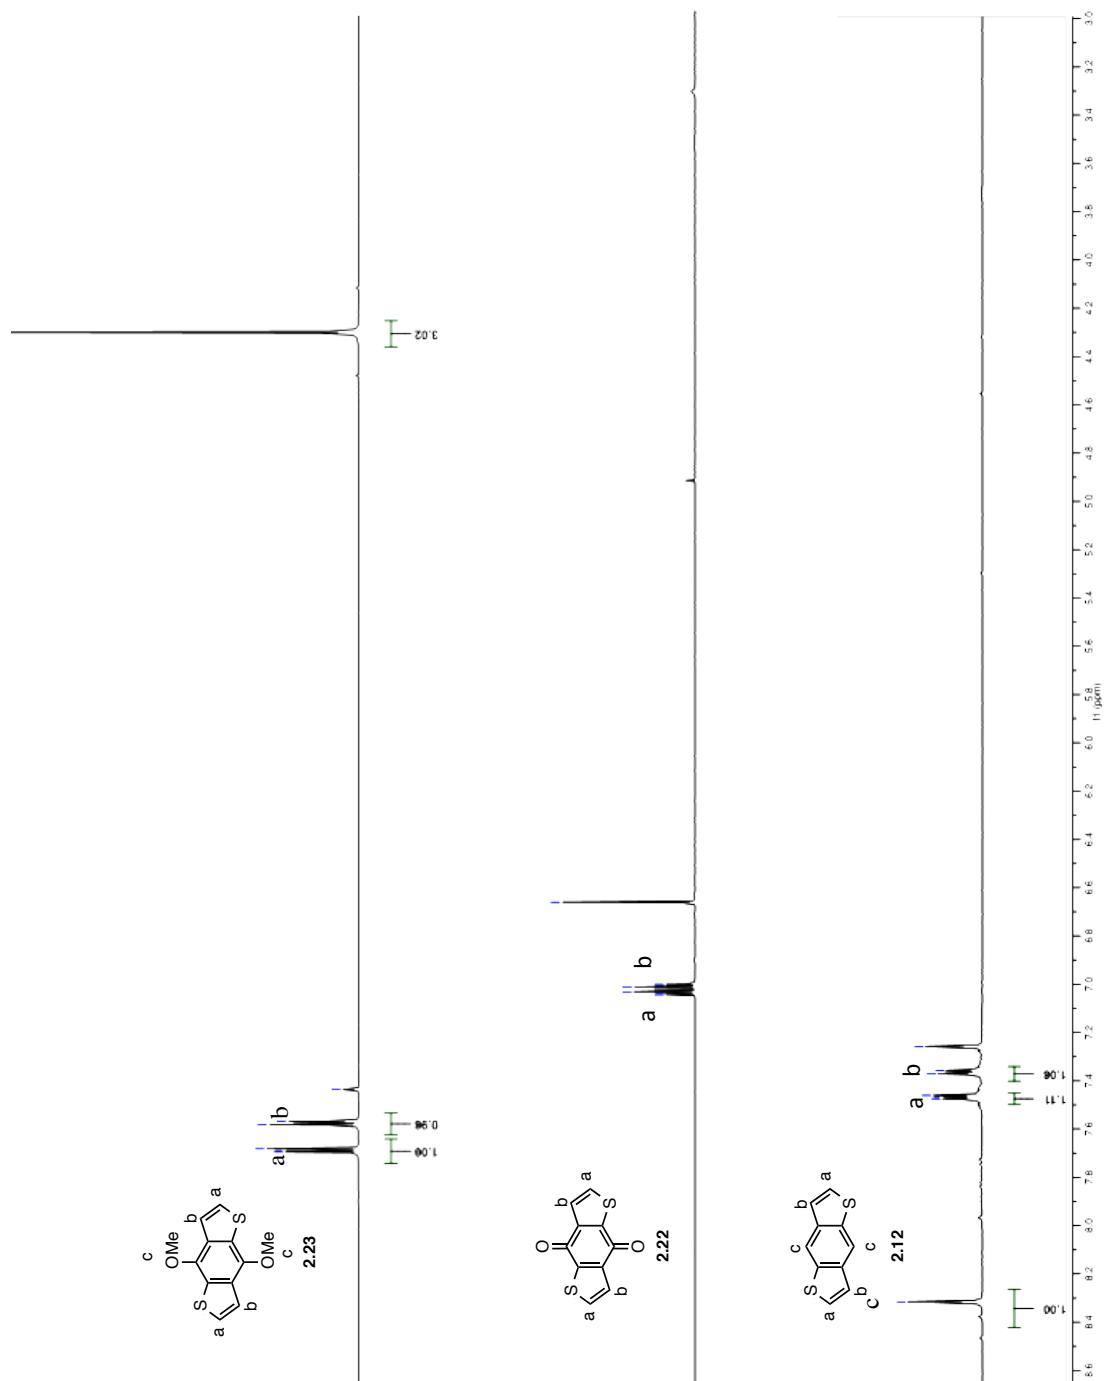 c
OMe
b
a
S
S
OMe
c
a
b
2.23
a
b
3.02
0.98
1.00
O
b
a
S
S
O
a
b
2.22
b
a
b
a
c
S
S
c
a
b
2.12
c
a
b
1.06
1.11
1.00
3.0
3.2
3.4
3.6
3.8
4.0
4.2
4.4
4.6
4.8
5.0
5.2
5.4
5.6
5.8
6.0
6.2
6.4
6.6
6.8
7.0
7.2
7.4
7.6
7.8
8.0
8.2
8.4
8.6
f1 (ppm)